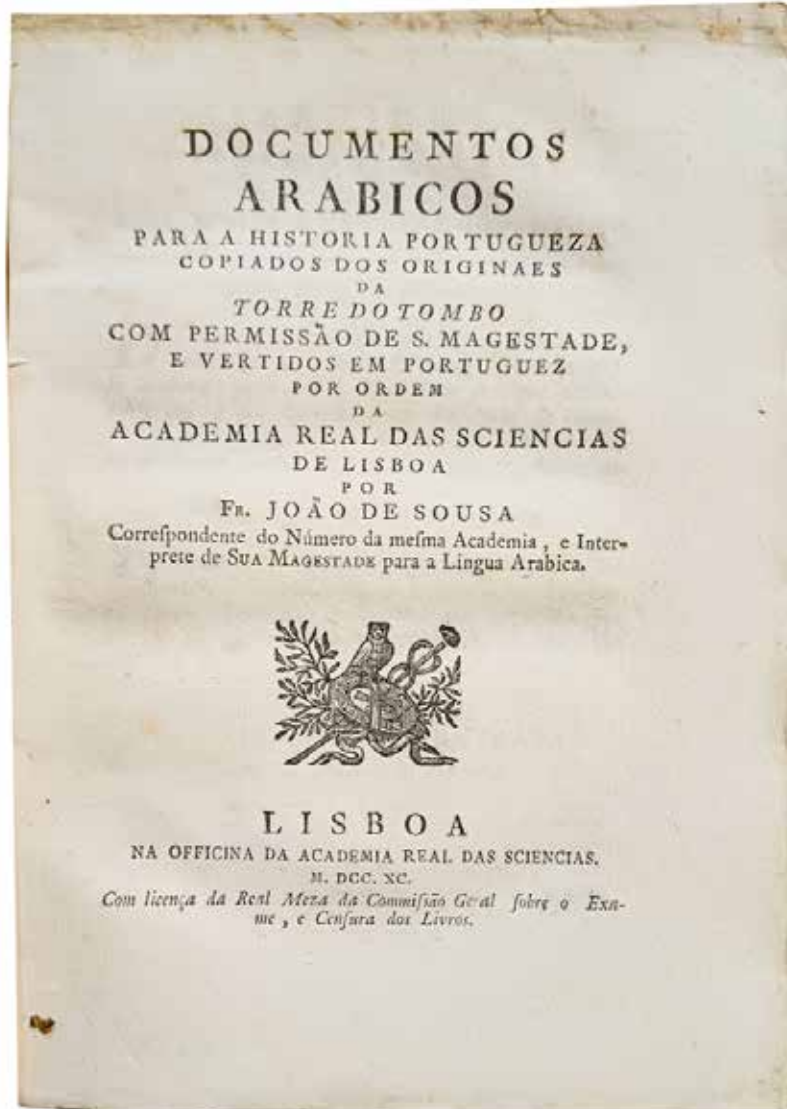 DOCUMENTOS
ARABICOS
PARA A HISTORIA PORTUGUEZA
COPIADOS DOS ORIGINAES
DA
TORRE DO TOMBO
COM PERMISSÃO DE S. MAGESTADE,
E VERTIDOS EM PORTUGUEZ
POR ORDEM
DA
ACADEMIA REAL DAS SCIENCIAS
DE LISBOA
POR
FR. JOÃO DE SOUSA
Correſpondente do Número da meſma Academia, e Inter-
prete de SUA MAGESTADE para a Lingua Arabica.
LISBOA
NA OFFICINA DA ACADEMIA REAL DAS SCIENCIAS.
M. DCC. XC.
Com licença da Real Meza da Commiſsão Geral ſobre o Exa-
me, e Cenſura dos Livros.